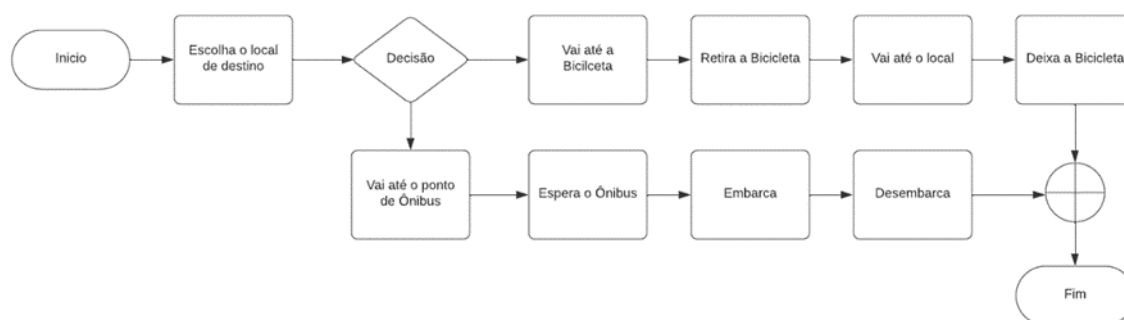 Inicio
Escolha o local
de destino
Decisão
Vai até a
Bicilceta
Retira a Bicicleta
Vai até o local
Deixa a Bicicleta
Vai até o ponto
de Ônibus
Espera o Ônibus
Embarca
Desembarca
Fim